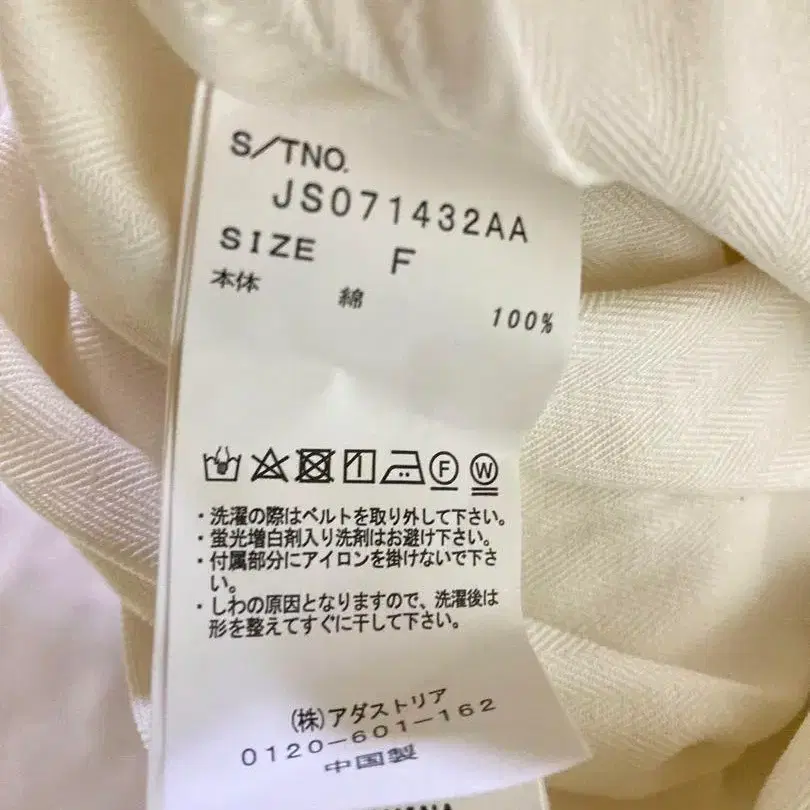 S/TNO.
JS071432AA
SIZE F
本体 綿 100%
F W
・洗濯の際はベルトを取り外して下さい。
・蛍光増白剤入り洗剤はお避け下さい。
・付属部分にアイロンを掛けないで下さ
い。
・しわの原因となりますので、洗濯後は
形を整えてすぐに干して下さい。
(株)アダストリア
0120-601-162
中国製